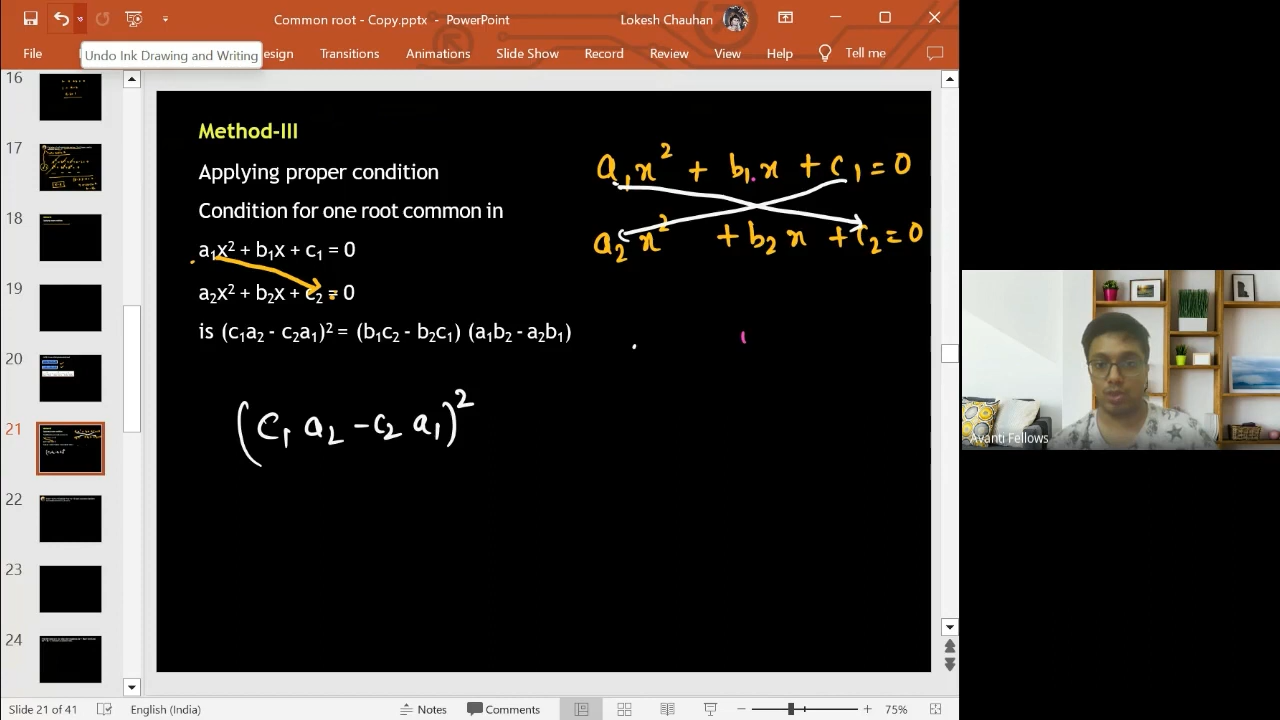 Common root - Copy.pptx - PowerPoint
Lokesh Chauhan
File
Undo Ink Drawing and Writing
esign
Transitions
Animations
Slide Show
Record
Review
View
Help
Tell me
16
17
18
19
20
21
22
23
24
Method-III
Applying proper condition
Condition for one root common in
a₁x² + b₁x + c₁ = 0
a₂x² + b₂x + c₂ = 0
is (c₁a₂ - c₂a₁)² = (b₁c₂ - b₂c₁) (a₁b₂ - a₂b₁)
a₁x² + b₁x + c₁ = 0
a₂x² + b₂x + c₂ = 0
(c₁ a₂ - c₂ a₁)²
Avanti Fellows
Slide 21 of 41
English (India)
Notes
Comments
75%